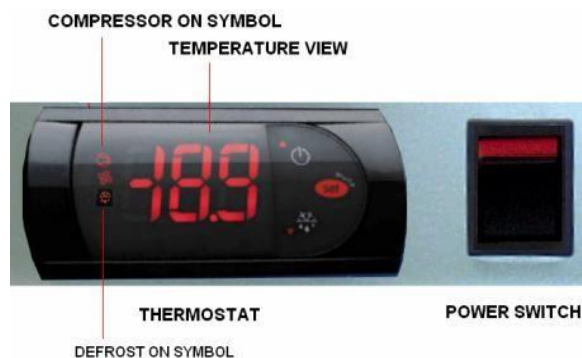 COMPRESSOR ON SYMBOL
TEMPERATURE VIEW
-18.9
Set
THERMOSTAT
POWER SWITCH
DEFROST ON SYMBOL